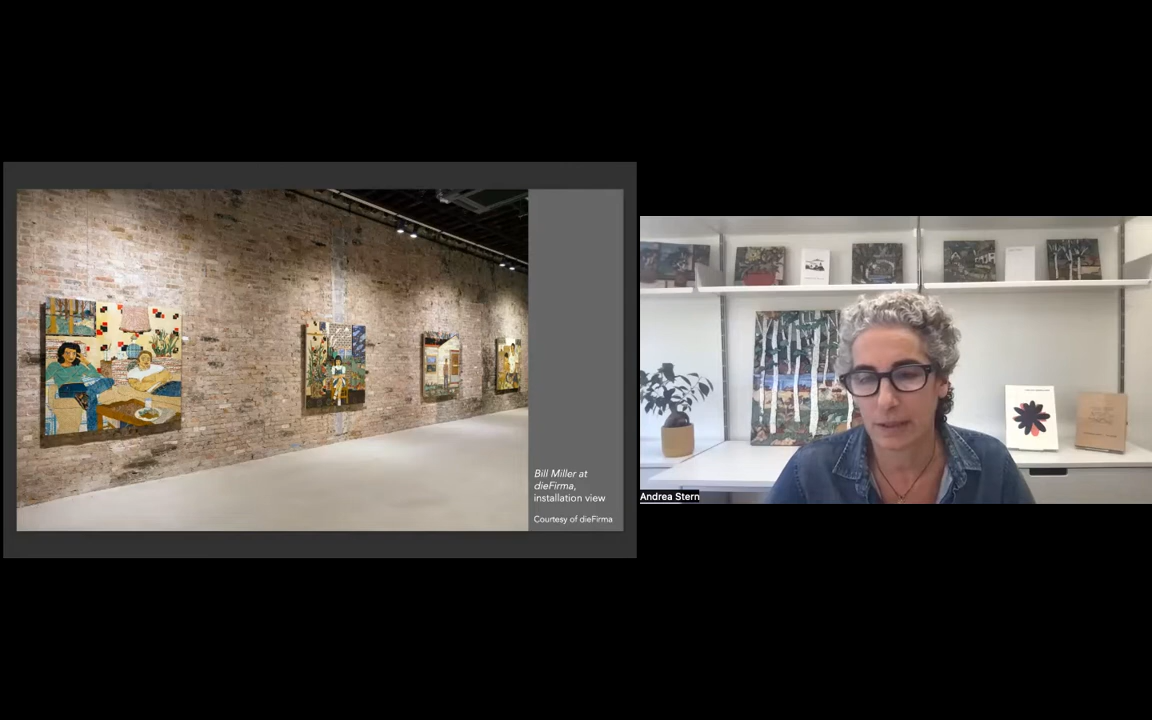 Bill Miller at
dieFirma,
installation view
Courtesy of dieFirma
Andrea Stern